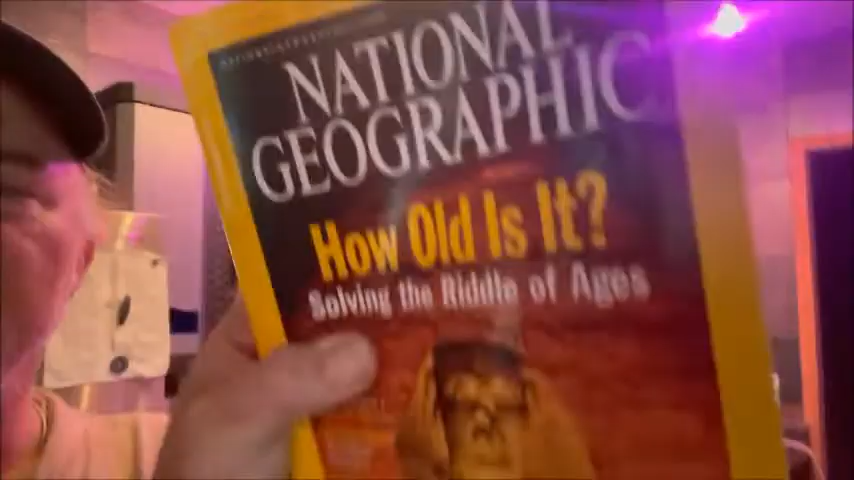 NATIONAL
GEOGRAPHIC
How Old Is It?
Solving the Riddle of Ages